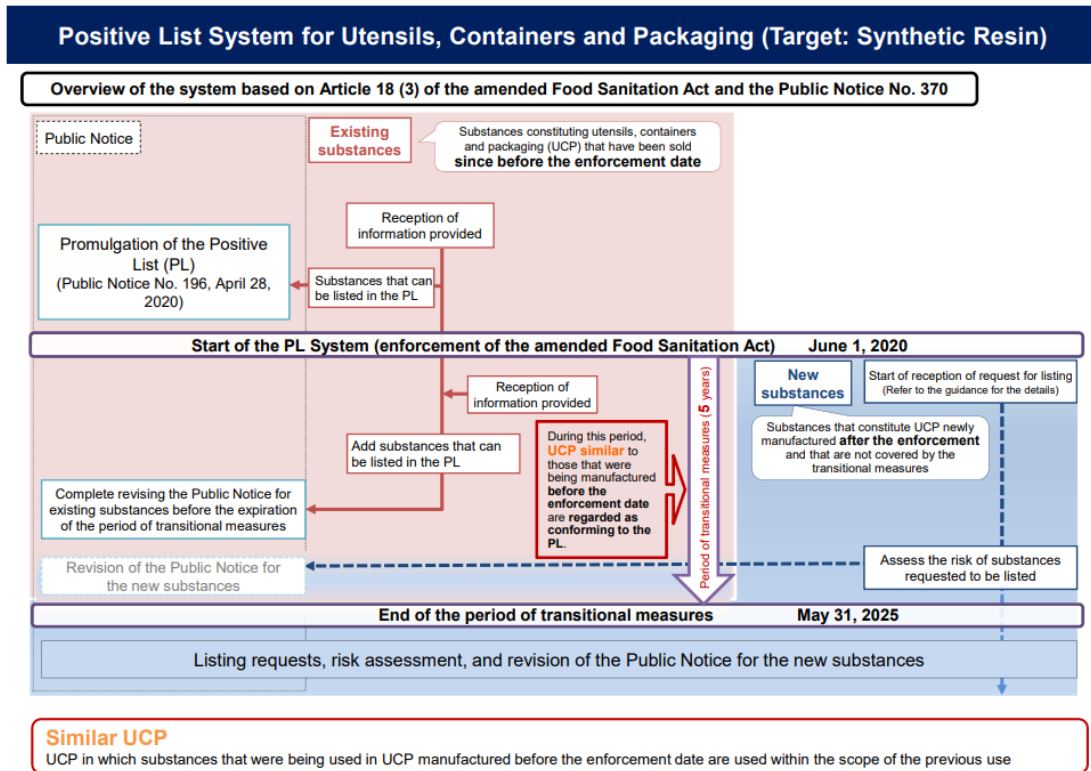 Positive List System for Utensils, Containers and Packaging (Target: Synthetic Resin)
Overview of the system based on Article 18 (3) of the amended Food Sanitation Act and the Public Notice No. 370
Public Notice
Existing
substances
Substances constituting utensils, containers
and packaging (UCP) that have been sold
since before the enforcement date
Reception of
information provided
Promulgation of the Positive
List (PL)
(Public Notice No. 196, April 28,
2020)
Substances that can
be listed in the PL
Start of the PL System (enforcement of the amended Food Sanitation Act) June 1, 2020
Reception of
information provided
Add substances that can
be listed in the PL
During this period,
UCP similar to
those that were
being manufactured
before the
enforcement date
are regarded as
conforming to the
PL.
Period of transitional measures (5 years)
New
substances
Start of reception of request for listing
(Refer to the guidance for the details)
Substances that constitute UCP newly
manufactured after the enforcement
and that are not covered by the
transitional measures
Complete revising the Public Notice for
existing substances before the expiration
of the period of transitional measures
Revision of the Public Notice for
the new substances
Assess the risk of substances
requested to be listed
End of the period of transitional measures May 31, 2025
Listing requests, risk assessment, and revision of the Public Notice for the new substances
Similar UCP
UCP in which substances that were being used in UCP manufactured before the enforcement date are used within the scope of the previous use